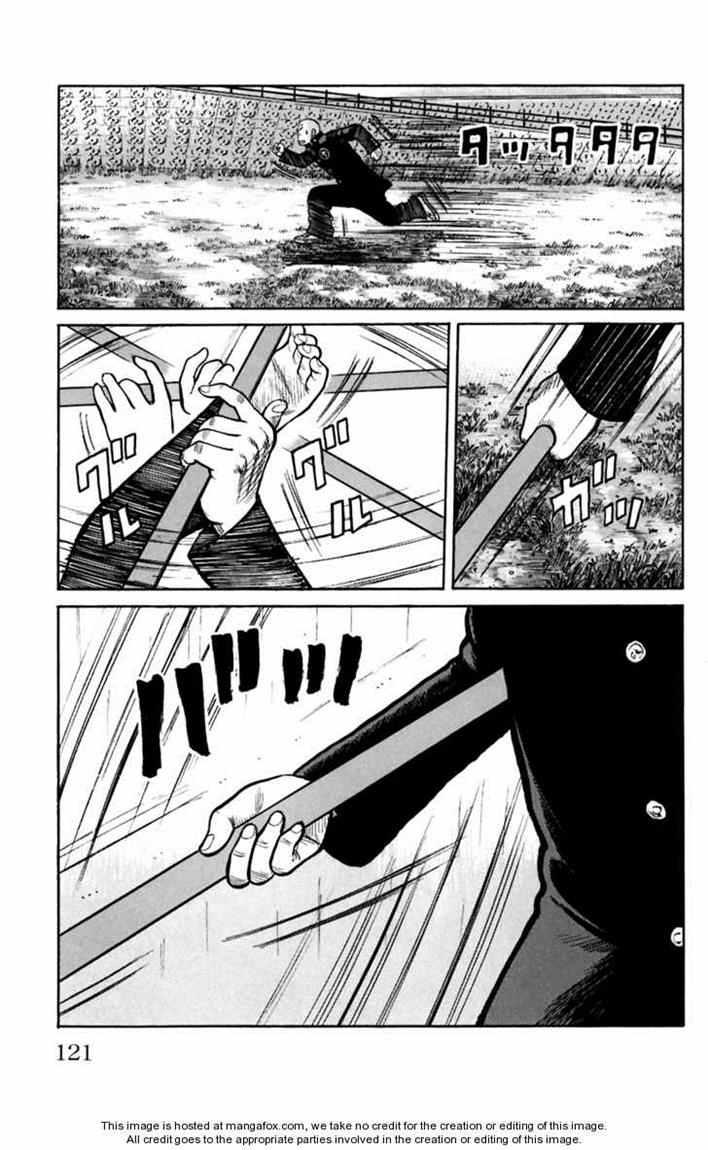 タッタタタ
ガッ
グッ
グッ
ル
ル
バッ
121
This image is hosted at mangafox.com, we take no credit for the creation or editing of this image.
All credit goes to the appropriate parties involved in the creation or editing of this image.